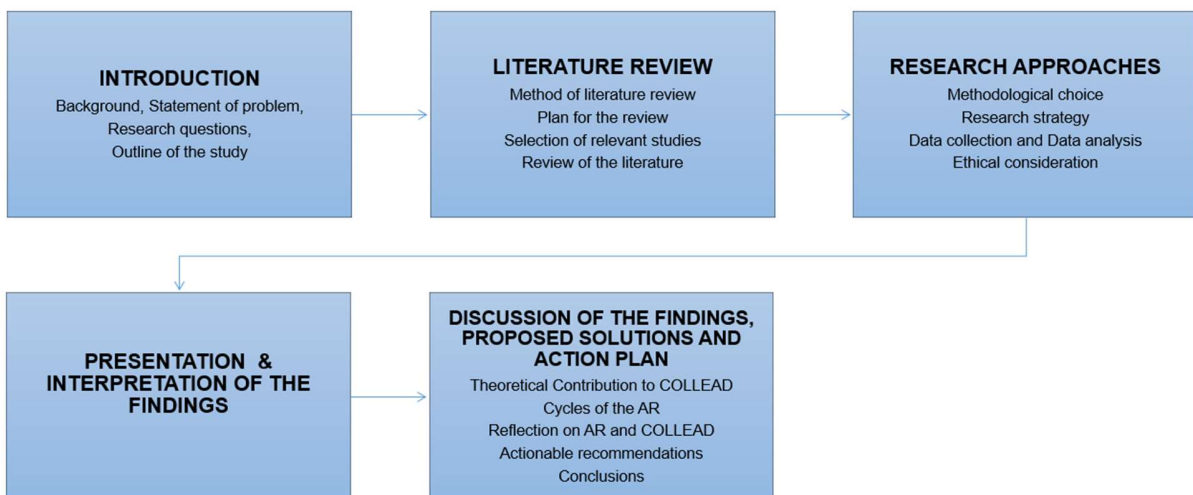 INTRODUCTION
Background, Statement of problem,
Research questions,
Outline of the study
LITERATURE REVIEW
Method of literature review
Plan for the review
Selection of relevant studies
Review of the literature
RESEARCH APPROACHES
Methodological choice
Research strategy
Data collection and Data analysis
Ethical consideration
PRESENTATION & 
INTERPRETATION OF THE
FINDINGS
DISCUSSION OF THE FINDINGS,
PROPOSED SOLUTIONS AND
ACTION PLAN
Theoretical Contribution to COLLEAD
Cycles of the AR
Reflection on AR and COLLEAD
Actionable recommendations
Conclusions